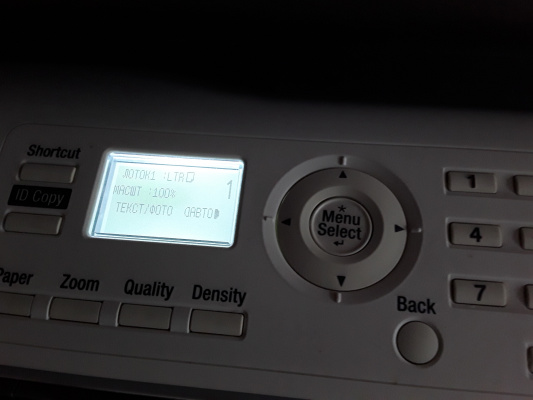 Shortcut
ID Copy
ЛОТОК1 :LTR
МАСШТ :100%
1
ТЕКСТ/ФОТО АВТО
*
Menu
Select
1
4
7
Paper
Zoom
Quality
Density
Back